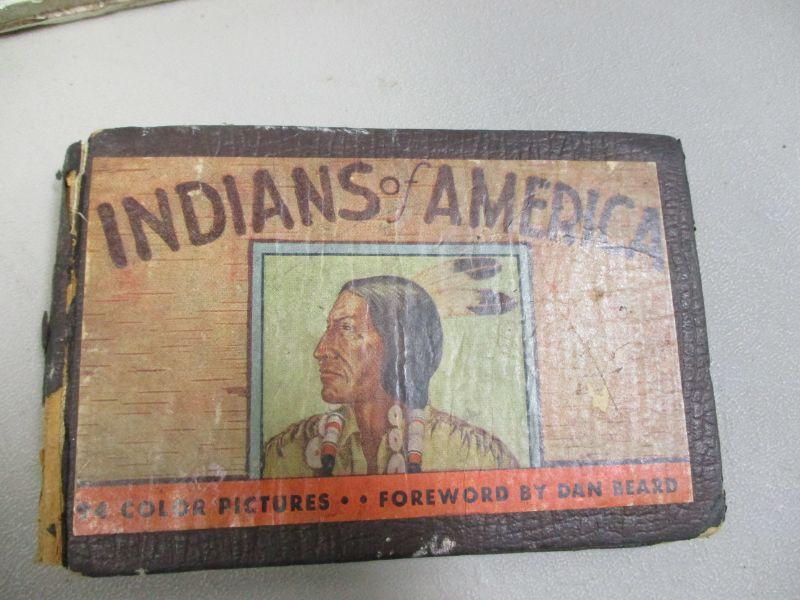 INDIANS of AMERICA
COLOR PICTURES • • FOREWORD BY DAN BEARD